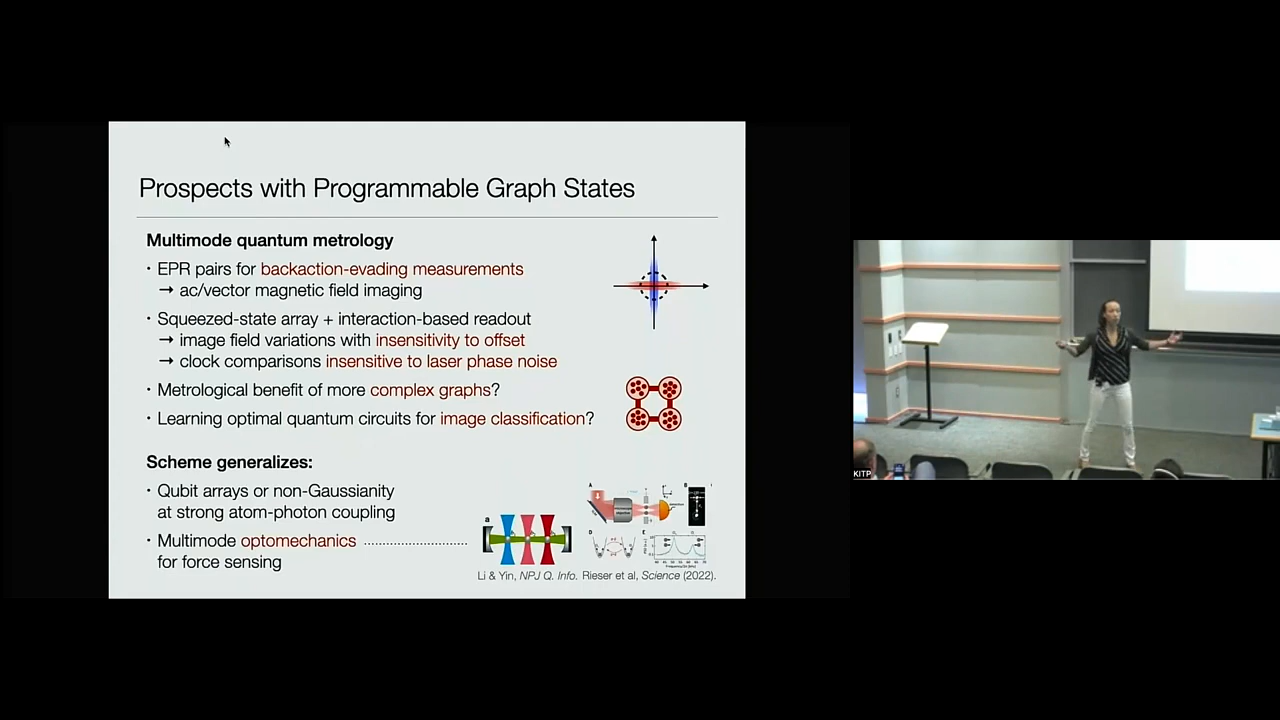 Prospects with Programmable Graph States
Multimode quantum metrology
· EPR pairs for backaction-evading measurements
→ ac/vector magnetic field imaging
· Squeezed-state array + interaction-based readout
→ image field variations with insensitivity to offset
→ clock comparisons insensitive to laser phase noise
· Metrological benefit of more complex graphs?
· Learning optimal quantum circuits for image classification?
Scheme generalizes:
· Qubit arrays or non-Gaussianity
at strong atom-photon coupling
· Multimode optomechanics ..........................
for force sensing
a
A
B
D
E
Li & Yin, NPJ Q. Info. Rieser et al, Science (2022).
KITP